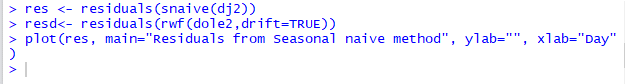 > res <- residuals(snaive(dj2))
> resd<- residuals(rwf(dole2,drift=TRUE))
> plot(res, main="Residuals from Seasonal naive method", ylab="", xlab="Day"
)
>